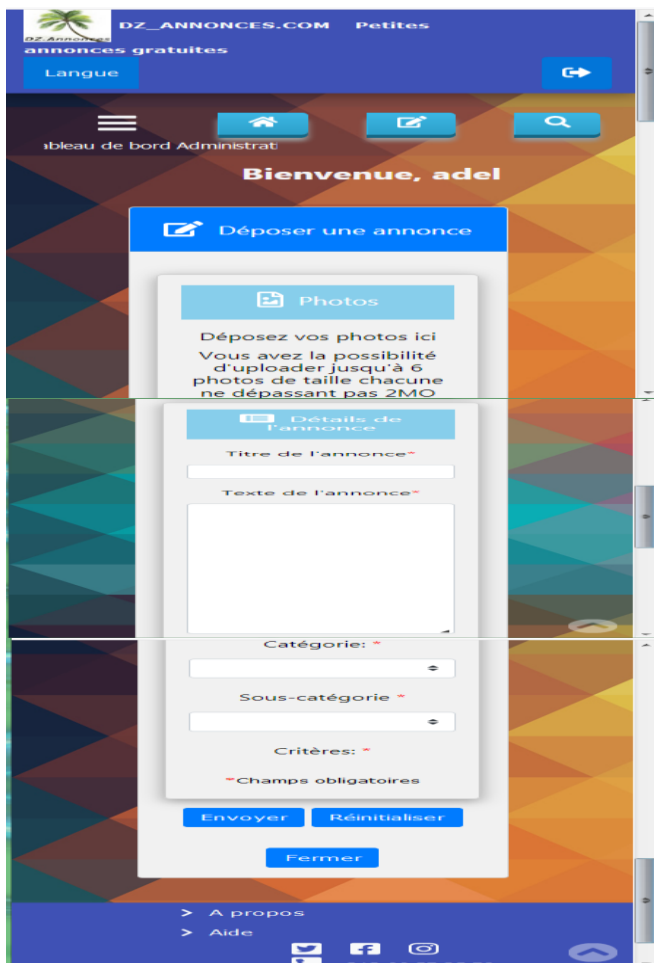 DZ_ANNONCES.COM Petites
DZ.Annonces
annonces gratuites
Langue
ableau de bord Administrat
Bienvenue, adel
Déposer une annonce
Photos
Déposez vos photos ici
Vous avez la possibilité
d'uploader jusqu'à 6
photos de taille chacune
ne dépassant pas 2MO
Détails de
l'annonce
Titre de l'annonce*
Texte de l'annonce*
Catégorie: *
Sous-catégorie *
Critères: *
*Champs obligatoires
Envoyer Réinitialiser
Fermer
> A propos
> Aide